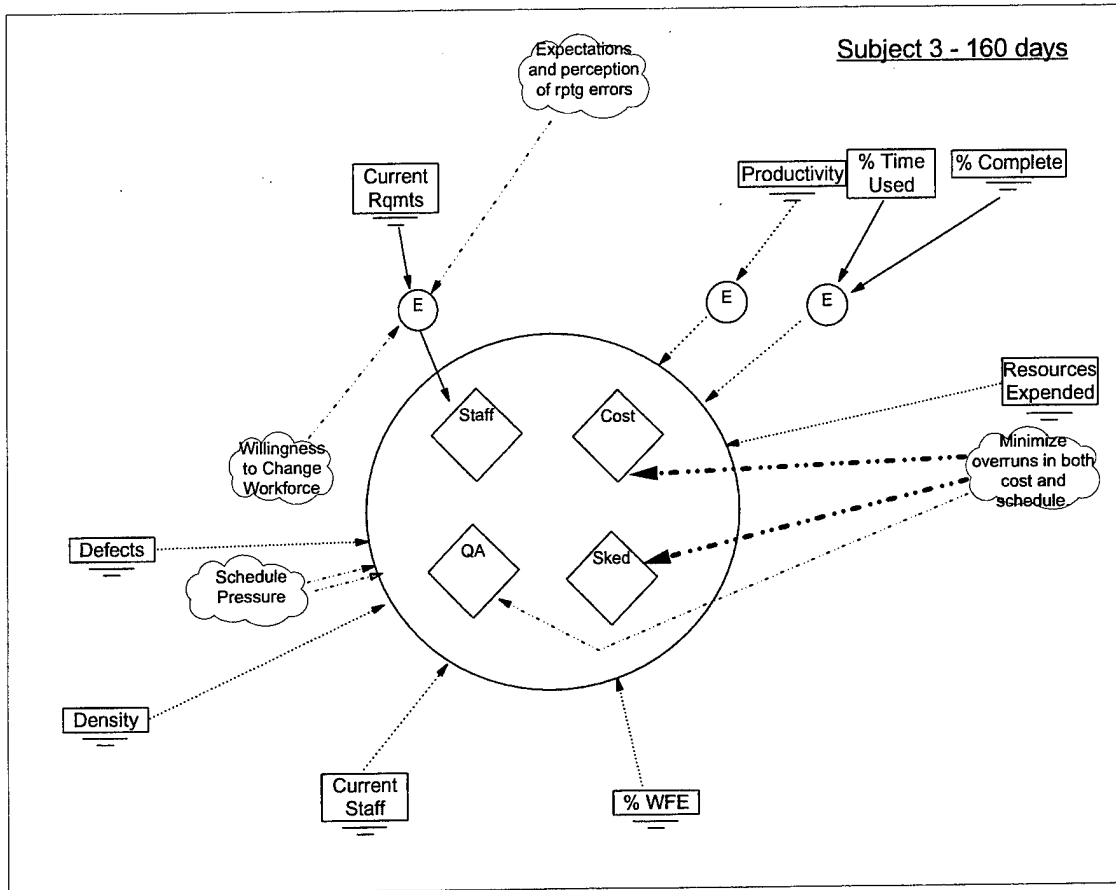 Subject 3 - 160 days
Expectations
and perception
of rptg errors
Current
Rqmts
Productivity
% Time
Used
% Complete
E
E
E
Resources
Expended
Staff
Cost
Willingness
to Change
Workforce
Minimize
overruns in both
cost and
schedule
Defects
QA
Sked
Schedule
Pressure
Density
Current
Staff
% WFE